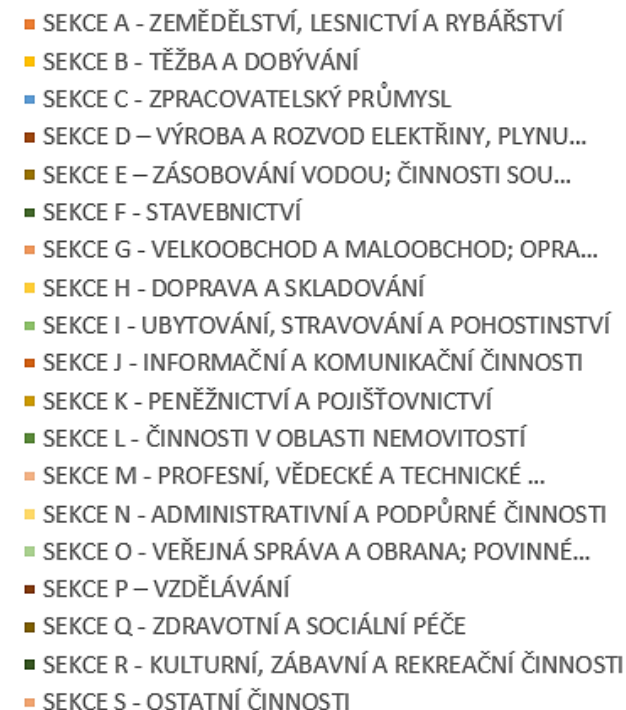 SEKCE A - ZEMĚDĚLSTVÍ, LESNICTVÍ A RYBÁŘSTVÍ
SEKCE B - TĚŽBA A DOBÝVÁNÍ
SEKCE C - ZPRACOVATELSKÝ PRŮMYSL
SEKCE D – VÝROBA A ROZVOD ELEKTŘINY, PLYNU...
SEKCE E – ZÁSOBOVÁNÍ VODOU; ČINNOSTI SOU...
SEKCE F - STAVEBNICTVÍ
SEKCE G - VELKOOBCHOD A MALOOBCHOD; OPRA...
SEKCE H - DOPRAVA A SKLADOVÁNÍ
SEKCE I - UBYTOVÁNÍ, STRAVOVÁNÍ A POHOSTINSTVÍ
SEKCE J - INFORMAČNÍ A KOMUNIKAČNÍ ČINNOSTI
SEKCE K - PENĚŽNICTVÍ A POJIŠŤOVNICTVÍ
SEKCE L - ČINNOSTI V OBLASTI NEMOVITOSTÍ
SEKCE M - PROFESNÍ, VĚDECKÉ A TECHNICKÉ ...
SEKCE N - ADMINISTRATIVNÍ A PODPŮRNÉ ČINNOSTI
SEKCE O - VEŘEJNÁ SPRÁVA A OBRANA; POVINNÉ...
SEKCE P – VZDĚLÁVÁNÍ
SEKCE Q - ZDRAVOTNÍ A SOCIÁLNÍ PÉČE
SEKCE R - KULTURNÍ, ZÁBAVNÍ A REKREAČNÍ ČINNOSTI
SEKCE S - OSTATNÍ ČINNOSTI